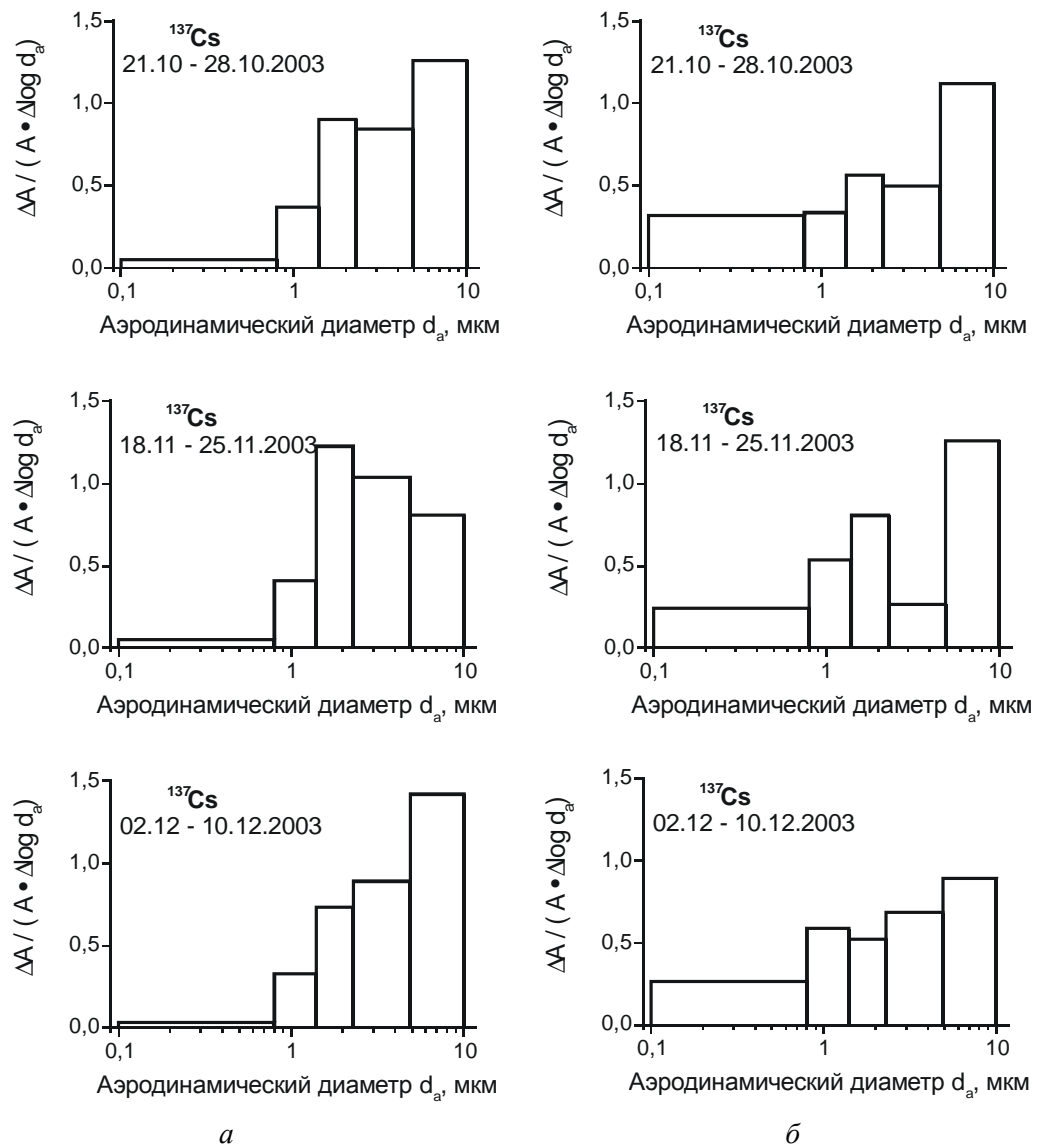 1,5
1,0
0,5
0,0
ΔA / ( A • Δlog dₐ)
¹³⁷Cs
21.10 - 28.10.2003
0,1 1 10
Аэродинамический диаметр dₐ, мкм
1,5
1,0
0,5
0,0
ΔA / ( A • Δlog dₐ)
¹³⁷Cs
21.10 - 28.10.2003
0,1 1 10
Аэродинамический диаметр dₐ, мкм
1,5
1,0
0,5
0,0
ΔA / ( A • Δlog dₐ)
¹³⁷Cs
18.11 - 25.11.2003
0,1 1 10
Аэродинамический диаметр dₐ, мкм
1,5
1,0
0,5
0,0
ΔA / ( A • Δlog dₐ)
¹³⁷Cs
18.11 - 25.11.2003
0,1 1 10
Аэродинамический диаметр dₐ, мкм
1,5
1,0
0,5
0,0
ΔA / ( A • Δlog dₐ)
¹³⁷Cs
02.12 - 10.12.2003
0,1 1 10
Аэродинамический диаметр dₐ, мкм
1,5
1,0
0,5
0,0
ΔA / ( A • Δlog dₐ)
¹³⁷Cs
02.12 - 10.12.2003
0,1 1 10
Аэродинамический диаметр dₐ, мкм
а б